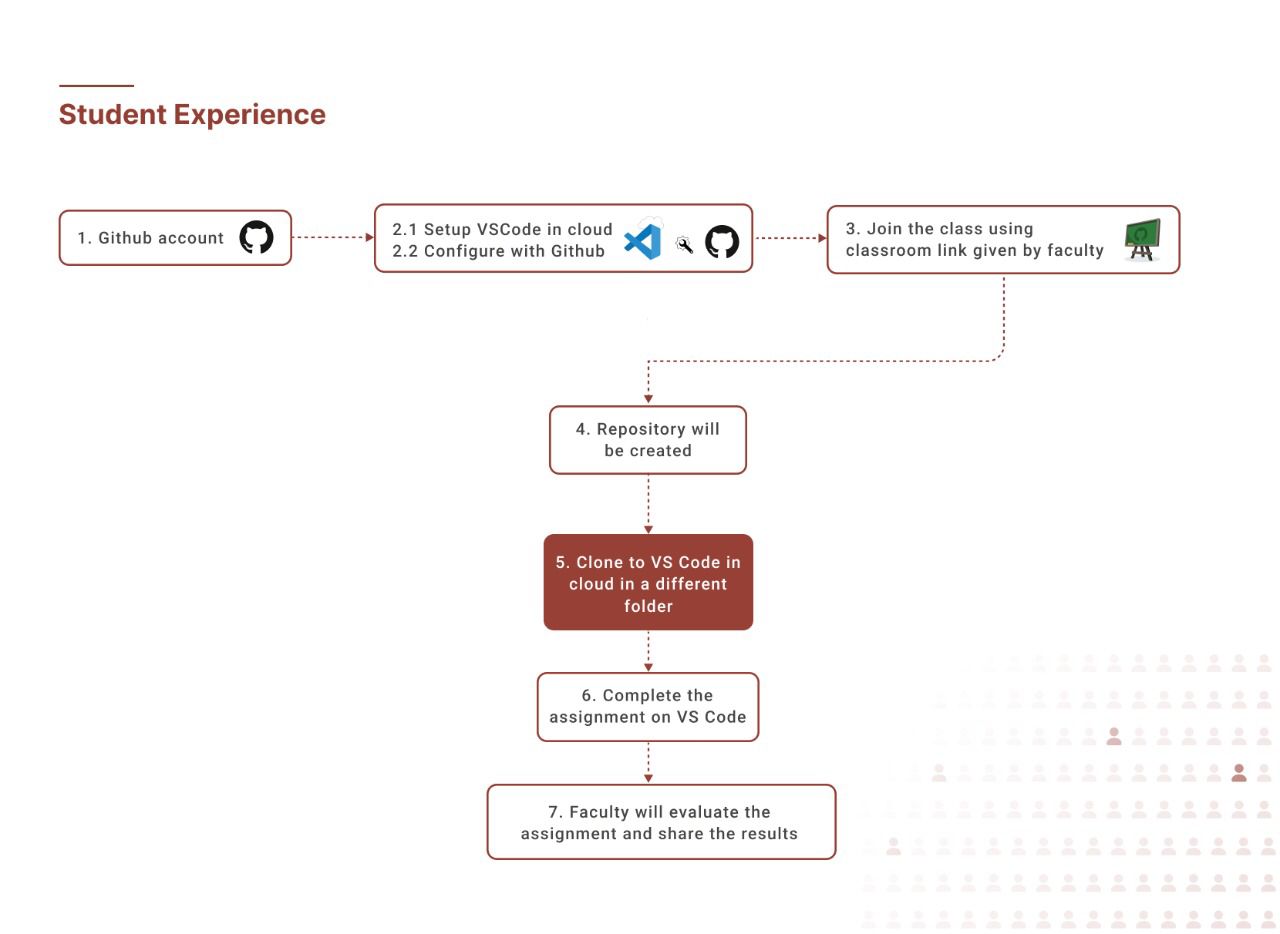 Student Experience
1. Github account
2.1 Setup VSCode in cloud
2.2 Configure with Github
3. Join the class using
classroom link given by faculty
4. Repository will
be created
5. Clone to VS Code in
cloud in a different
folder
6. Complete the
assignment on VS Code
7. Faculty will evaluate the
assignment and share the results